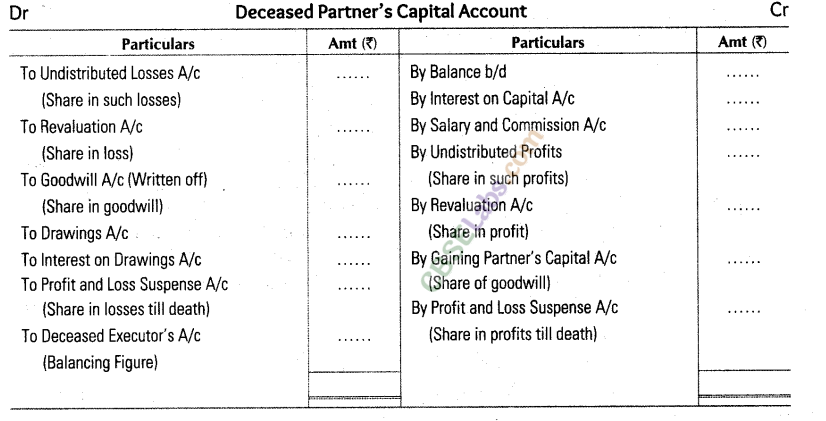 Dr Deceased Partner's Capital Account Cr
Particulars Amt (₹) Particulars Amt (₹)
To Undistributed Losses A/c ......
(Share in such losses)
To Revaluation A/c ......
(Share in loss)
To Goodwill A/c (Written off) ......
(Share in goodwill)
To Drawings A/c ......
To Interest on Drawings A/c ......
To Profit and Loss Suspense A/c ......
(Share in losses till death)
To Deceased Executor's A/c ......
(Balancing Figure)
By Balance b/d ......
By Interest on Capital A/c ......
By Salary and Commission A/c ......
By Undistributed Profits ......
(Share in such profits)
By Revaluation A/c ......
(Share in profit)
By Gaining Partner's Capital A/c ......
(Share of goodwill)
By Profit and Loss Suspense A/c ......
(Share in profits till death)
CBSELabs.com